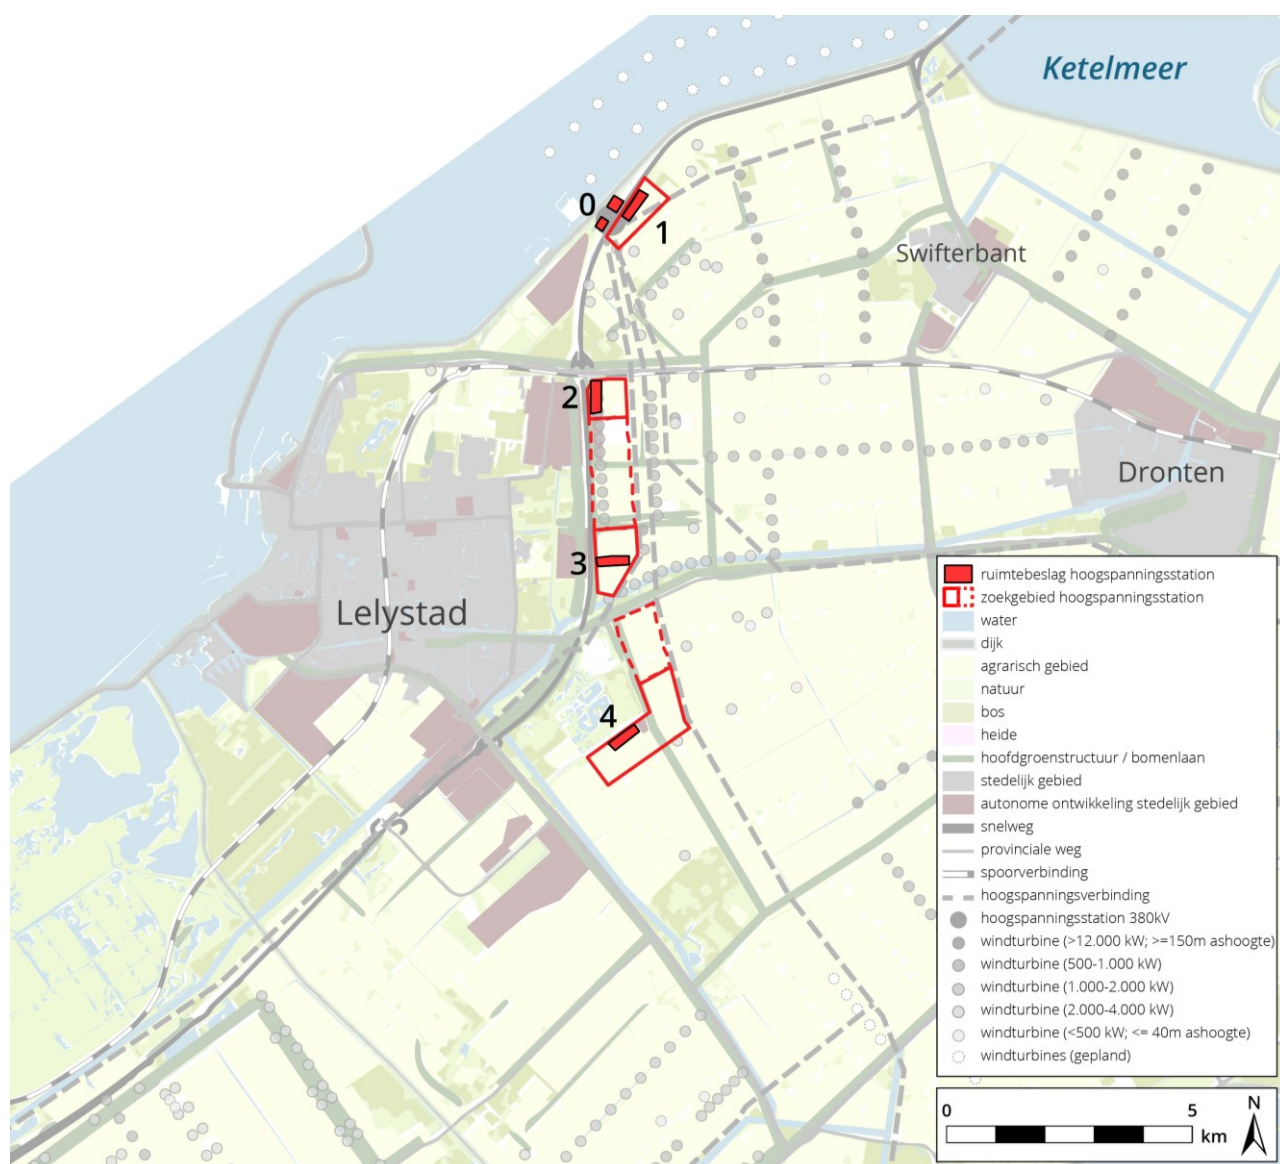 Ketelmeer
0
1
Swifterbant
2
Dronten
3
Lelystad
4
ruimtebeslag hoogspanningsstation
zoekgebied hoogspanningsstation
water
dijk
agrarisch gebied
natuur
bos
heide
hoofdgroenstructuur / bomenlaan
stedelijk gebied
autonome ontwikkeling stedelijk gebied
snelweg
provinciale weg
spoorverbinding
hoogspanningsverbinding
hoogspanningsstation 380kV
windturbine (>12.000 kW; >=150m ashoogte)
windturbine (500-1.000 kW)
windturbine (1.000-2.000 kW)
windturbine (2.000-4.000 kW)
windturbine (<500 kW; <= 40m ashoogte)
windturbines (gepland)
0 5 N
km